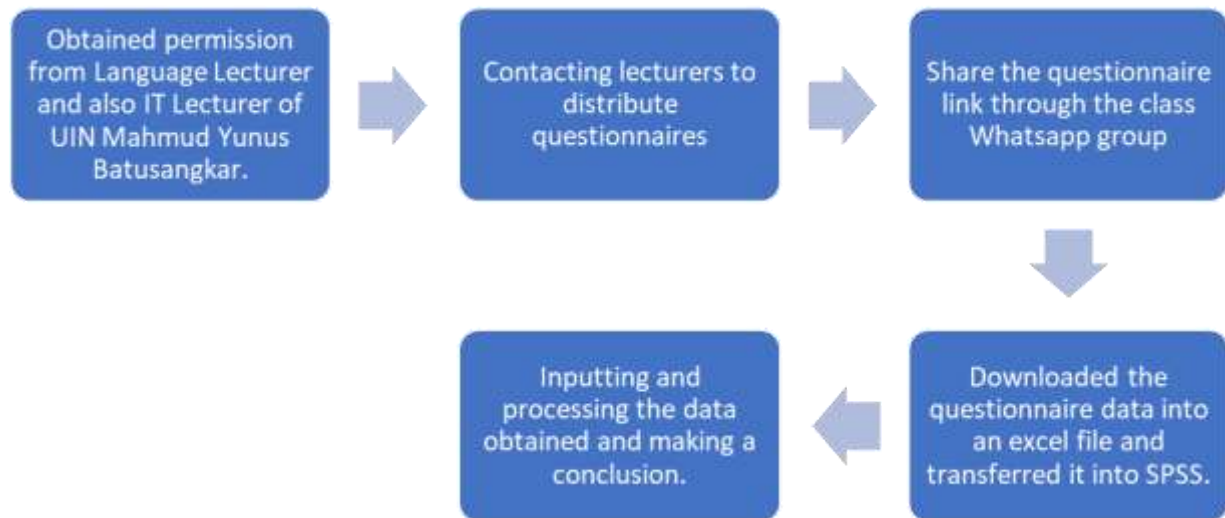 Obtained permission
from Language Lecturer
and also IT Lecturer of
UIN Mahmud Yunus
Batusangkar.
Contacting lecturers to
distribute
questionnaires
Share the questionnaire
link through the class
Whatsapp group
Downloaded the
questionnaire data into
an excel file and
transferred it into SPSS.
Inputting and
processing the data
obtained and making a
conclusion.